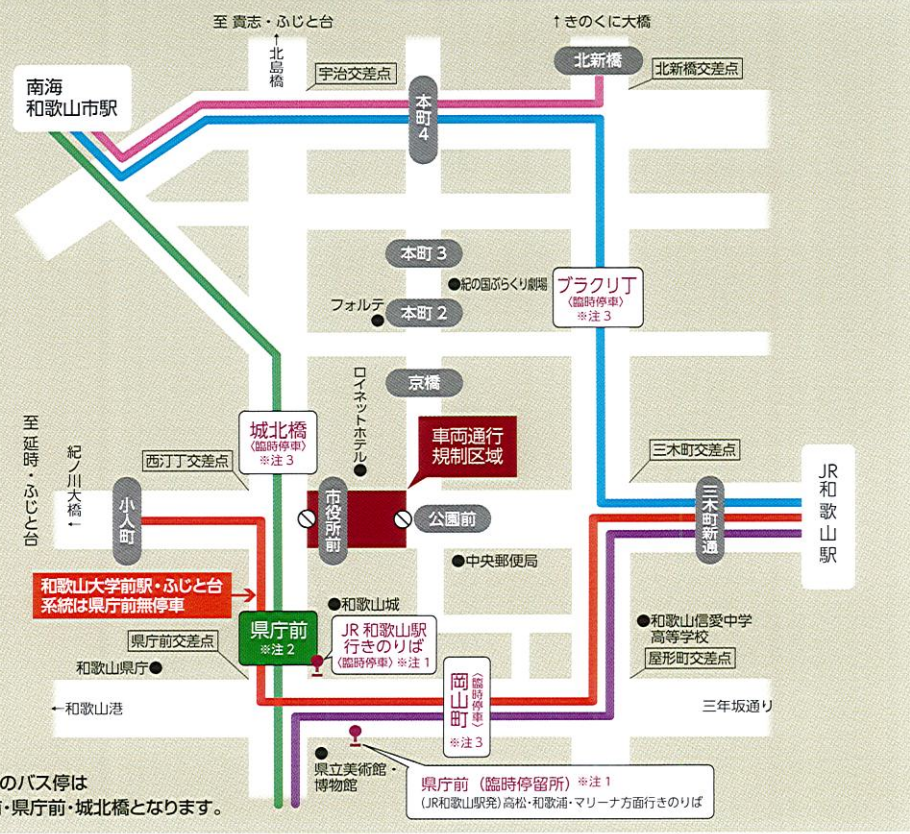 至 貴志・ふじと台
↑北島橋
↑きのくに大橋
北新橋
宇治交差点
北新橋交差点
南海
和歌山市駅
本町4
本町3
●紀の国ぶらくり劇場
ブラクリ丁
〈臨時停車〉
※注3
フォルテ
本町2
京橋
ロイネットホテル
車両通行
規制区域
至 延時・ふじと台
紀ノ川大橋←
城北橋
〈臨時停車〉
※注3
西汀丁交差点
三木町交差点
JR和歌山駅
小人町
市役所前
公園前
三木町新通
●中央郵便局
和歌山大学前駅・ふじと台
系統は県庁前無停車
●和歌山城
県庁前
※注2
JR和歌山駅
行きのりば
〈臨時停車〉※注1
●和歌山信愛中学
高等学校
県庁前交差点
和歌山県庁●
屋形町交差点
岡山町
〈臨時停車〉
※注3
←和歌山港
三年坂通り
県立美術館・
博物館
県庁前（臨時停留所）※注1
（JR和歌山駅発）高松・和歌浦・マリーナ方面行きのりば
のバス停は
・県庁前・城北橋となります。